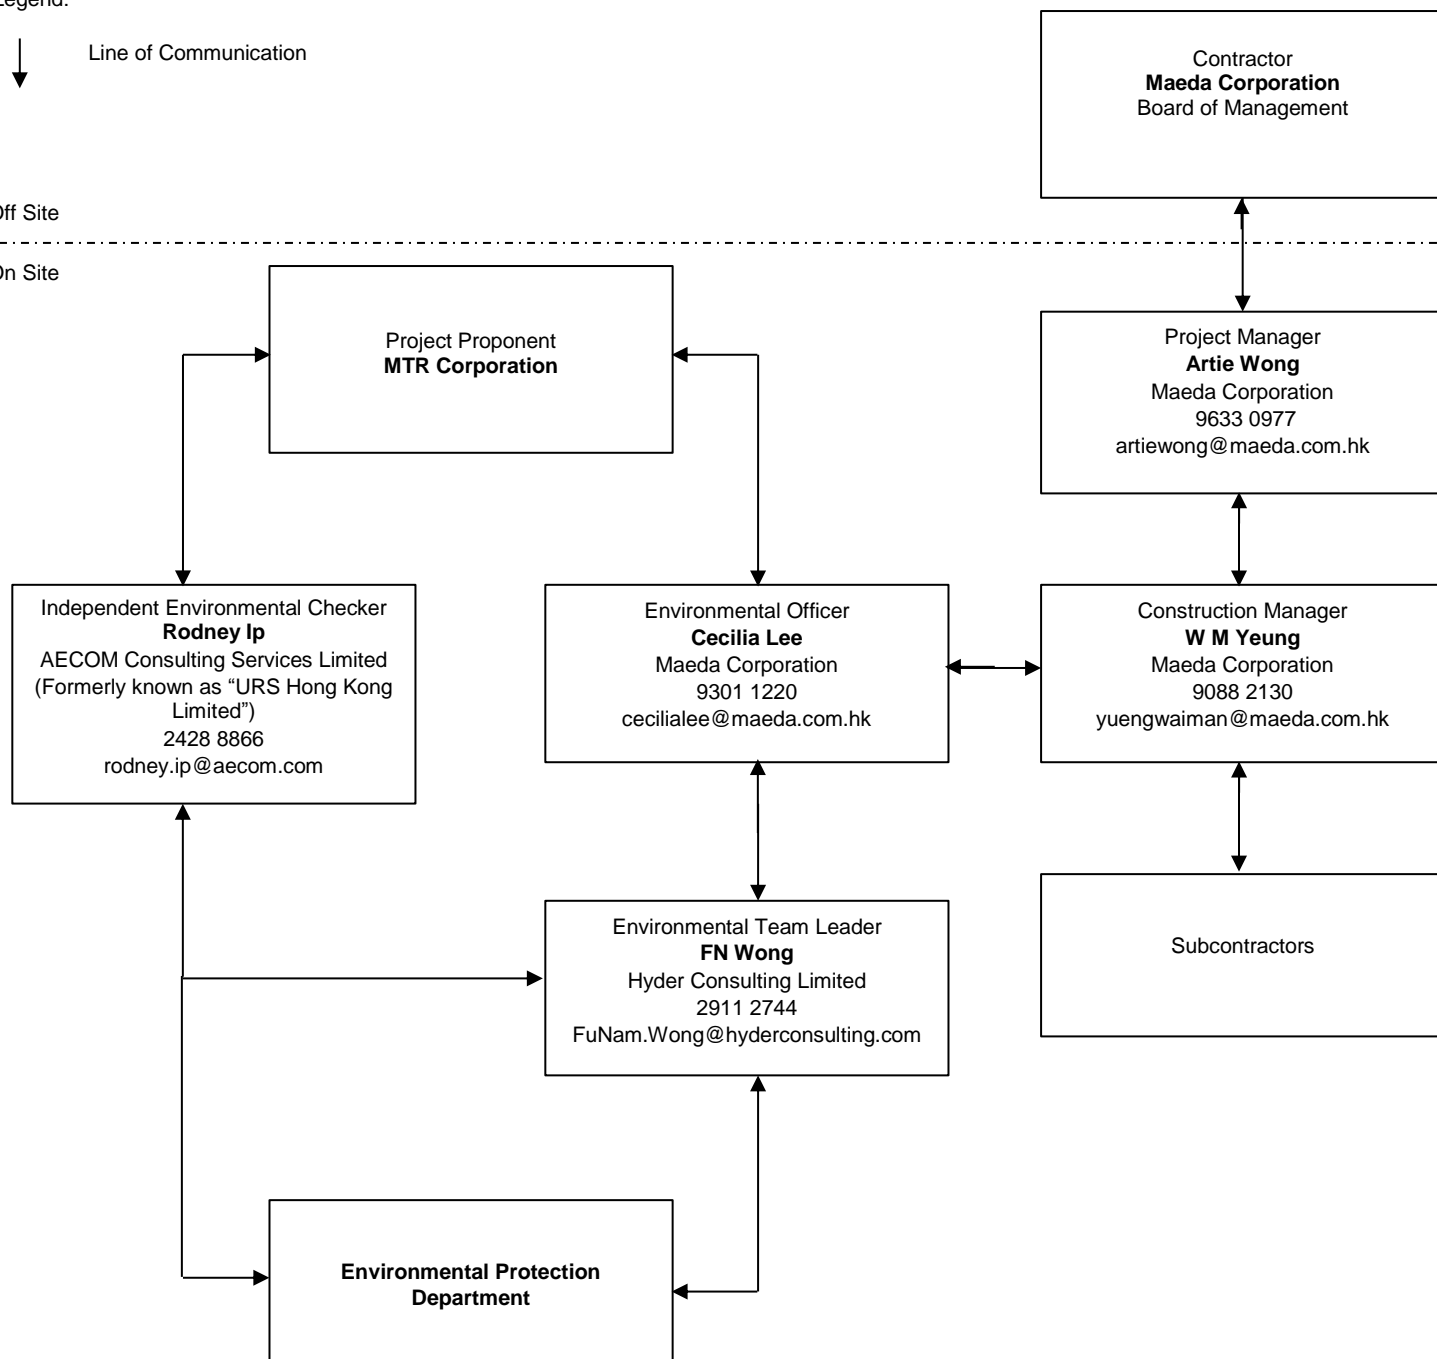 Legend:
Line of Communication
Contractor
Maeda Corporation
Board of Management
Off Site
On Site
Project Proponent
MTR Corporation
Project Manager
Artie Wong
Maeda Corporation
9633 0977
artiewong@maeda.com.hk
Independent Environmental Checker
Rodney Ip
AECOM Consulting Services Limited
(Formerly known as “URS Hong Kong
Limited”)
2428 8866
rodney.ip@aecom.com
Environmental Officer
Cecilia Lee
Maeda Corporation
9301 1220
cecilialee@maeda.com.hk
Construction Manager
W M Yeung
Maeda Corporation
9088 2130
yuengwaiman@maeda.com.hk
Environmental Team Leader
FN Wong
Hyder Consulting Limited
2911 2744
FuNam.Wong@hyderconsulting.com
Subcontractors
Environmental Protection
Department